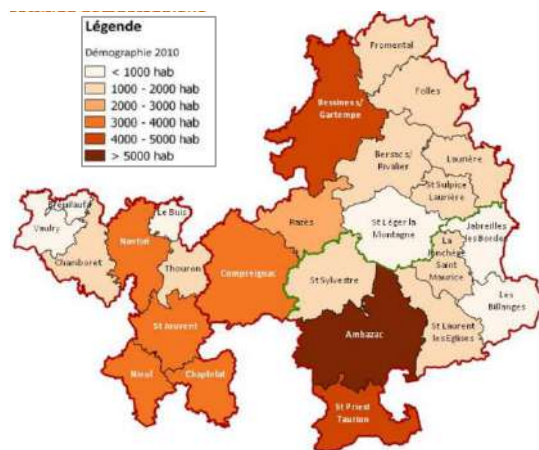 Légende
Démographie 2010
< 1000 hab
1000 - 2000 hab
2000 - 3000 hab
3000 - 4000 hab
4000 - 5000 hab
> 5000 hab
Fromental
Folles
Bessines s/
Gartempe
Bersac s/
Rivalier
Laurière
St Sulpice
Laurière
Breuilaufa
Vaulry
Le Buis
Nantiat
Chamboret
Thouron
Razès
St Léger la
Montagne
Jabreilles
les Borde
Compreignac
St Sylvestre
La
Jonchère
Saint
Maurice
Les
Billanges
St Jouvent
Ambazac
St Laurent
les Eglises
Nieul
Chaptelat
St Priest
Taurion